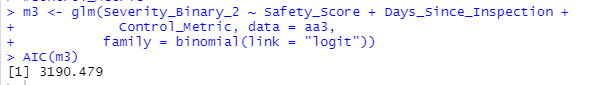 > m3 <- glm(Severity_Binary_2 ~ Safety_Score + Days_Since_Inspection +
+ Control_Metric, data = aa3,
+ family = binomial(link = "logit"))
> AIC(m3)
[1] 3190.479